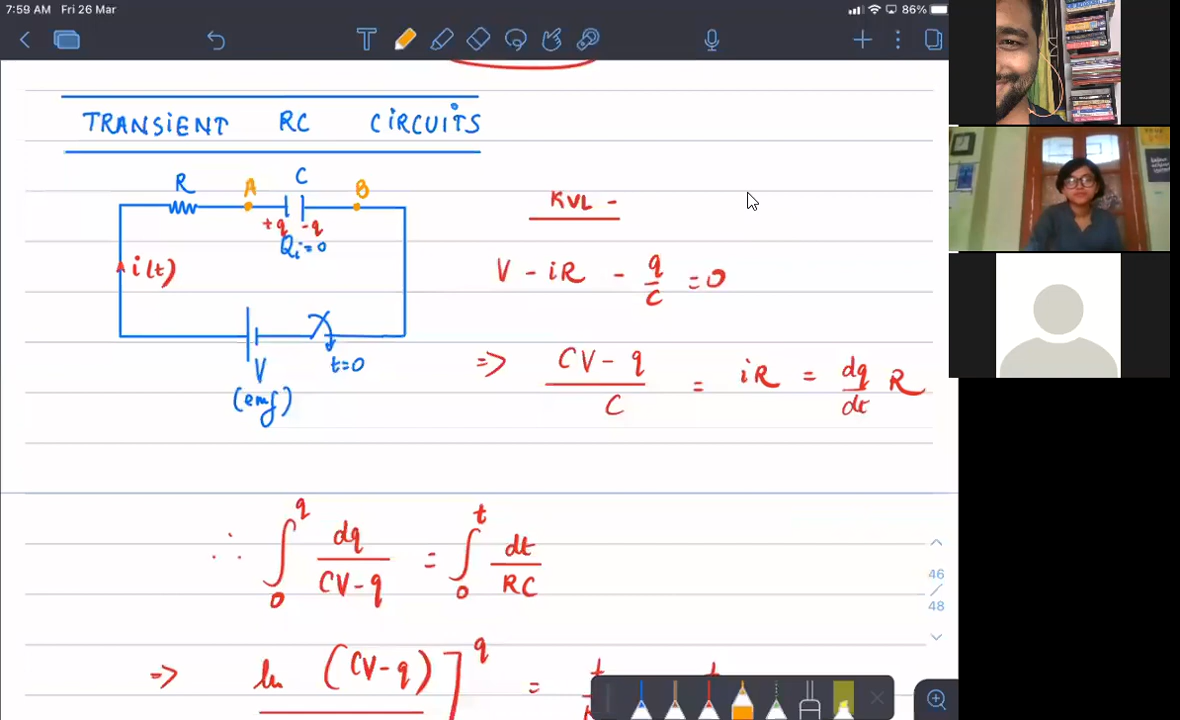 7:59 AM Fri 26 Mar 86%
TRANSIENT RC CIRCUITS
R A C B
+q -q
Qi=0
i(t)
V
(emf)
t=0
KVL -
V - iR - q/C = 0
=> CV - q / C = iR = dq/dt R
∴ ∫₀^q dq / CV - q = ∫₀^t dt / RC
46
/
48
=> ln (CV - q) ]^q = t